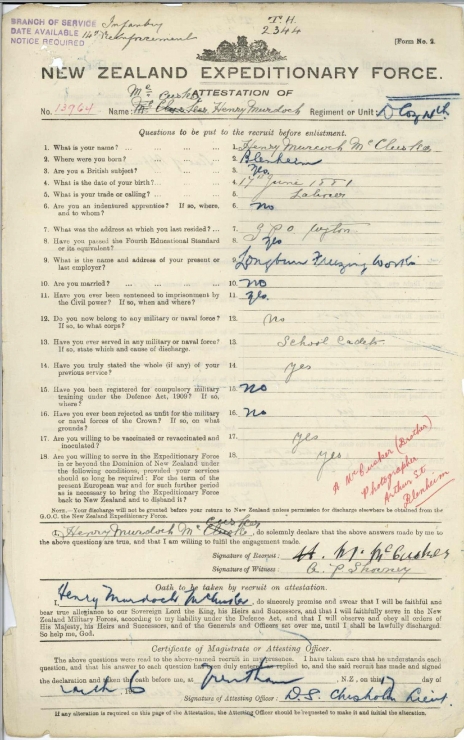 BRANCH OF SERVICE Infantry
DATE AVAILABLE 14th Reinforcement
NOTICE REQUIRED
2344
[Form No. 2.
NEW ZEALAND EXPEDITIONARY FORCE.
ATTESTATION OF
No. 13964 Name: Henry Murdoch Regiment or Unit: D Coy 14th
Questions to be put to the recruit before enlistment.
1. What is your name? ... 1. Henry Murdoch
2. Where were you born? ... 2. Blenheim
3. Are you a British subject? ... 3. Yes.
4. What is the date of your birth? ... 4. 17th June 1881
5. What is your trade or calling? ... 5. Labourer
6. Are you an indentured apprentice? If so, where, 6. No
and to whom?
7. What was the address at which you last resided? ... 7. G P O Wgton
8. Have you passed the Fourth Educational Standard 8. Yes
or its equivalent?
9. What is the name and address of your present or 9. Longburn Freezing Works
last employer?
10. Are you married? ... 10. No
11. Have you ever been sentenced to imprisonment by 11. Yes.
the Civil power? If so, when and where?
12. Do you now belong to any military or naval force? 12. No
If so, to what corps?
13. Have you ever served in any military or naval force? 13. School Cadets
If so, state which and cause of discharge.
14. Have you truly stated the whole (if any) of your 14. yes
previous service?
15. Have you been registered for compulsory military 15. No
training under the Defence Act, 1909? If so,
where?
16. Have you ever been rejected as unfit for the military 16. No
or naval forces of the Crown? If so, on what
grounds?
17. Are you willing to be vaccinated or revaccinated and 17. yes
inoculated?
18. Are you willing to serve in the Expeditionary Force 18. yes
in or beyond the Dominion of New Zealand under
the following conditions, provided your services
should so long be required: For the term of
the present European war and for such further period
as is necessary to bring the Expeditionary Force
back to New Zealand and to disband it?
A McBusker (Brother)
Photographer
Arthur St
Blenheim
NOTE.—Your discharge will not be granted before your return to New Zealand unless permission for discharge elsewhere be obtained from the
G.O.C. the New Zealand Expeditionary Force.
I, Henry Murdoch, do solemnly declare that the above answers made by me to
the above questions are true, and that I am willing to fulfil the engagement made.
Signature of Recruit:
Signature of Witness:
Oath to be taken by recruit on attestation.
I, Henry Murdoch McBusker, do sincerely promise and swear that I will be faithful and
bear true allegiance to our Sovereign Lord the King, his Heirs and Successors, and that I will faithfully serve in the
New Zealand Military Forces, according to my liability under the Defence Act, and that I will observe and obey all orders of
His Majesty, his Heirs and Successors, and of the Generals and Officers set over me, until I shall be lawfully discharged.
So help me, God.
Certificate of Magistrate or Attesting Officer.
The above questions were read to the above-named recruit in my presence. I have taken care that he understands each
question, and that his answer to each question has been duly entered as replied to, and the said recruit has made and signed
the declaration and taken the oath before me, at Trentham, N.Z., on this 17 day of
6
Signature of Attesting Officer: D.S. Chisholm Lieut.
If any alteration is required on this page of the Attestation, the Attesting Officer should be requested to make it and initial the alteration.